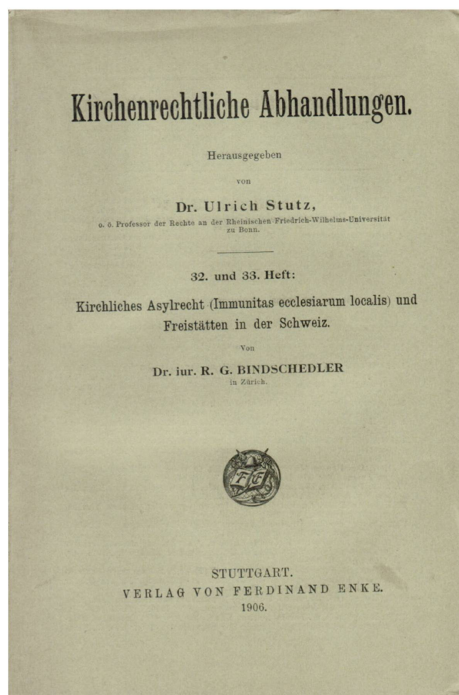 Kirchenrechtliche Abhandlungen.
Herausgegeben
von
Dr. Ulrich Stutz,
o. ö. Professor der Rechte an der Rheinischen Friedrich-Wilhelms-Universität
zu Bonn.
32. und 33. Heft:
Kirchliches Asylrecht (Immunitas ecclesiarum localis) und
Freistätten in der Schweiz.
Von
Dr. iur. R. G. BINDSCHEDLER
in Zürich.
F E
STUTTGART.
VERLAG VON FERDINAND ENKE.
1906.